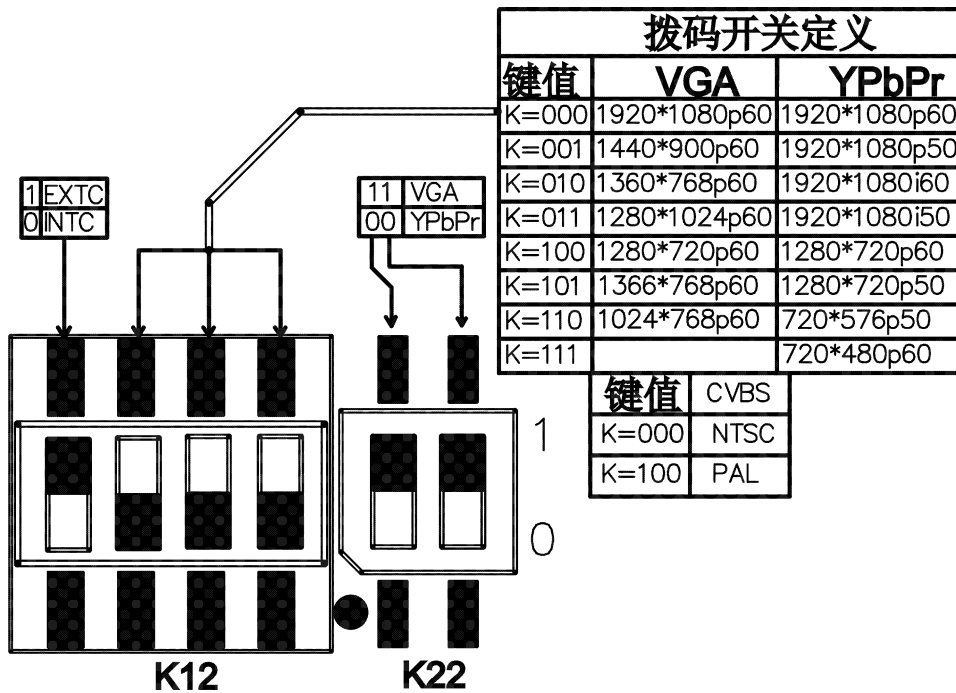 拨码开关定义
键值 VGA YPbPr
K=000 1920*1080p60 1920*1080p60
K=001 1440*900p60 1920*1080p50
K=010 1360*768p60 1920*1080i60
K=011 1280*1024p60 1920*1080i50
K=100 1280*720p60 1280*720p60
K=101 1366*768p60 1280*720p50
K=110 1024*768p60 720*576p50
K=111 720*480p60
键值 CVBS
K=000 NTSC
K=100 PAL
1 EXTC
0 INTC
11 VGA
00 YPbPr
1
0
K12
K22